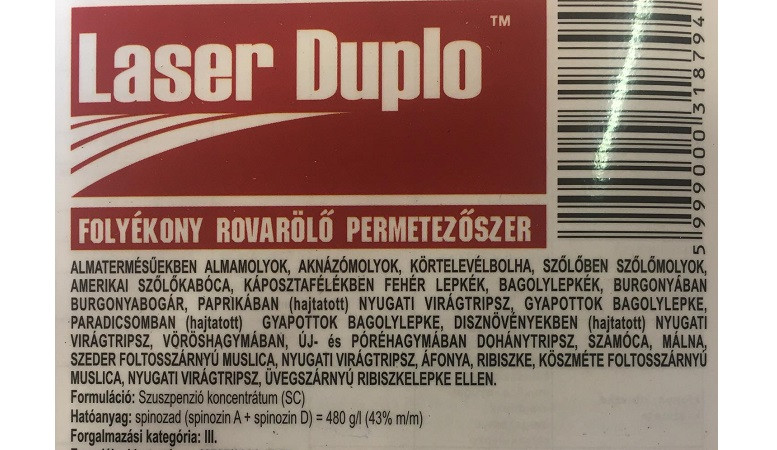 Laser Duplo™
FOLYÉKONY ROVARÖLŐ PERMETEZŐSZER
ALMATERMÉSŰEKBEN ALMAMOLYOK, AKNÁZÓMOLYOK, KÖRTELEVÉLBOLHA, SZŐLŐBEN SZŐLŐMOLYOK,
AMERIKAI SZŐLŐKABÓCA, KÁPOSZTAFÉLÉKBEN FEHÉR LEPKÉK, BAGOLYLEPKÉK, BURGONYÁBAN
BURGONYABOGÁR, PAPRIKÁBAN (hajtatott) NYUGATI VIRÁGTRIPSZ, GYAPOTTOK BAGOLYLEPKE,
PARADICSOMBAN (hajtatott) GYAPOTTOK BAGOLYLEPKE, DISZNÖVÉNYEKBEN (hajtatott) NYUGATI
VIRÁGTRIPSZ, VÖRÖSHAGYMÁBAN, ÚJ- és PÓRÉHAGYMÁBAN DOHÁNYTRIPSZ, SZAMÓCA, MÁLNA,
SZEDER FOLTOSSZÁRNYÚ MUSLICA, NYUGATI VIRÁGTRIPSZ, ÁFONYA, RIBISZKE, KÖSZMÉTE FOLTOSSZÁRNYÚ
MUSLICA, NYUGATI VIRÁGTRIPSZ, ÜVEGSZÁRNYÚ RIBISZKELEPKE ELLEN.
Formuláció: Szuszpenzió koncentrátum (SC)
Hatóanyag: spinozad (spinozin A + spinozin D) = 480 g/l (43% m/m)
Forgalmazási kategória: III.
5 999000 318794